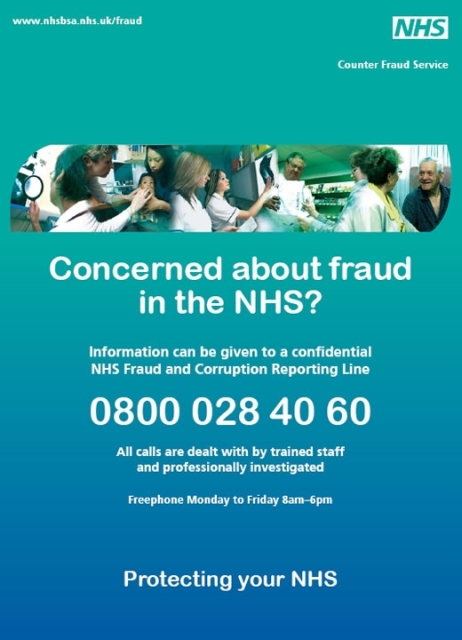 www.nhsbsa.nhs.uk/fraud
NHS
Counter Fraud Service
Concerned about fraud
in the NHS?
Information can be given to a confidential
NHS Fraud and Corruption Reporting Line
0800 028 40 60
All calls are dealt with by trained staff
and professionally investigated
Freephone Monday to Friday 8am–6pm
Protecting your NHS